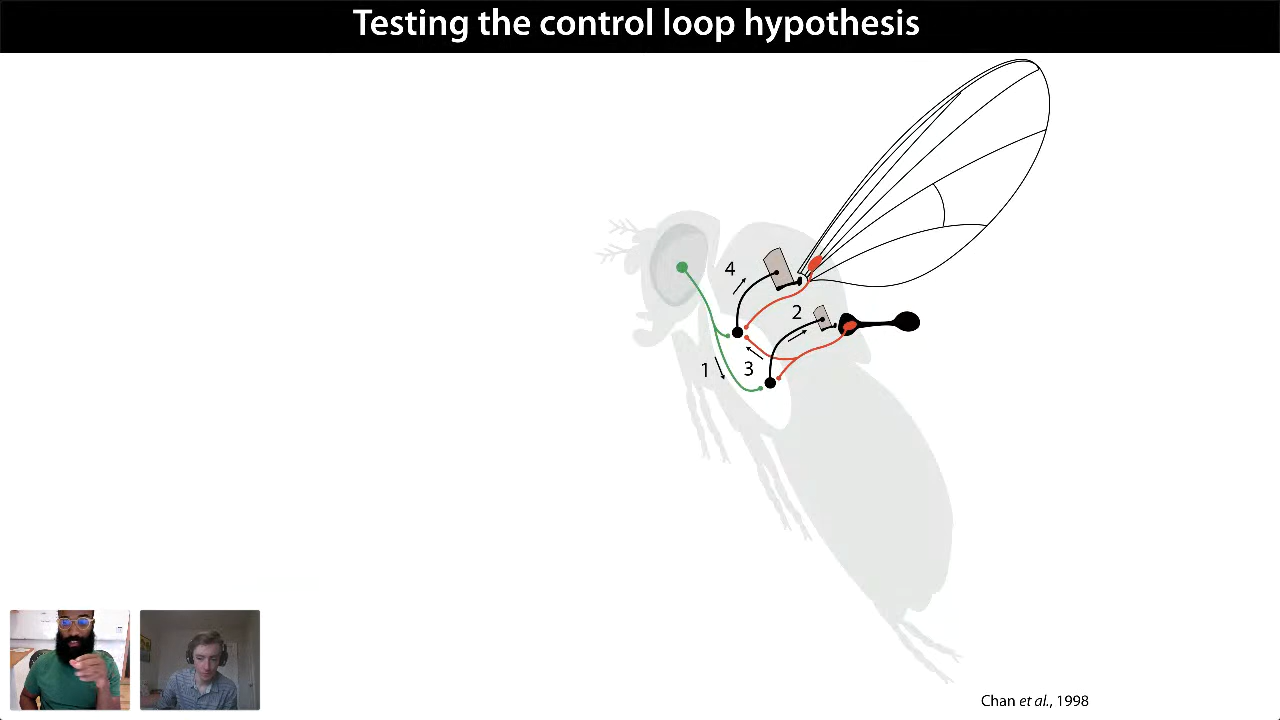 Testing the control loop hypothesis
4
2
3
1
Chan et al., 1998